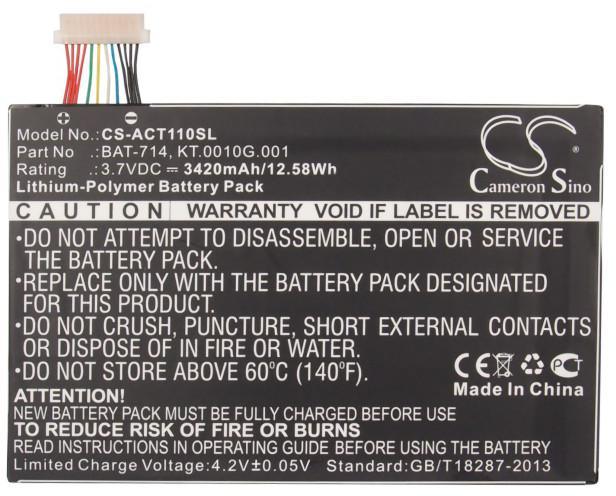 Model No.: CS-ACT110SL
Part No : BAT-714, KT.0010G.001
Rating : 3.7VDC ⎓ 3420mAh/12.58Wh
Lithium-Polymer Battery Pack
CS
®
Cameron Sino
CAUTION WARRANTY VOID IF LABEL IS REMOVED
•DO NOT ATTEMPT TO DISASSEMBLE, OPEN OR SERVICE
THE BATTERY PACK.
•REPLACE ONLY WITH THE BATTERY PACK DESIGNATED
FOR THIS PRODUCT.
•DO NOT CRUSH, PUNCTURE, SHORT EXTERNAL CONTACTS
OR DISPOSE OF IN FIRE OR WATER.
•DO NOT STORE ABOVE 60°C (140°F).
CE PCT
Made In China
ATTENTION!
NEW BATTERY PACK MUST BE FULLY CHARGED BEFORE USE
TO REDUCE RISK OF FIRE OR BURNS
READ INSTRUCTIONS IN OPERATING GUIDE BEFORE USE
Limited Charge Voltage:4.2V±0.05V Standard:GB/T18287-2013
+ -